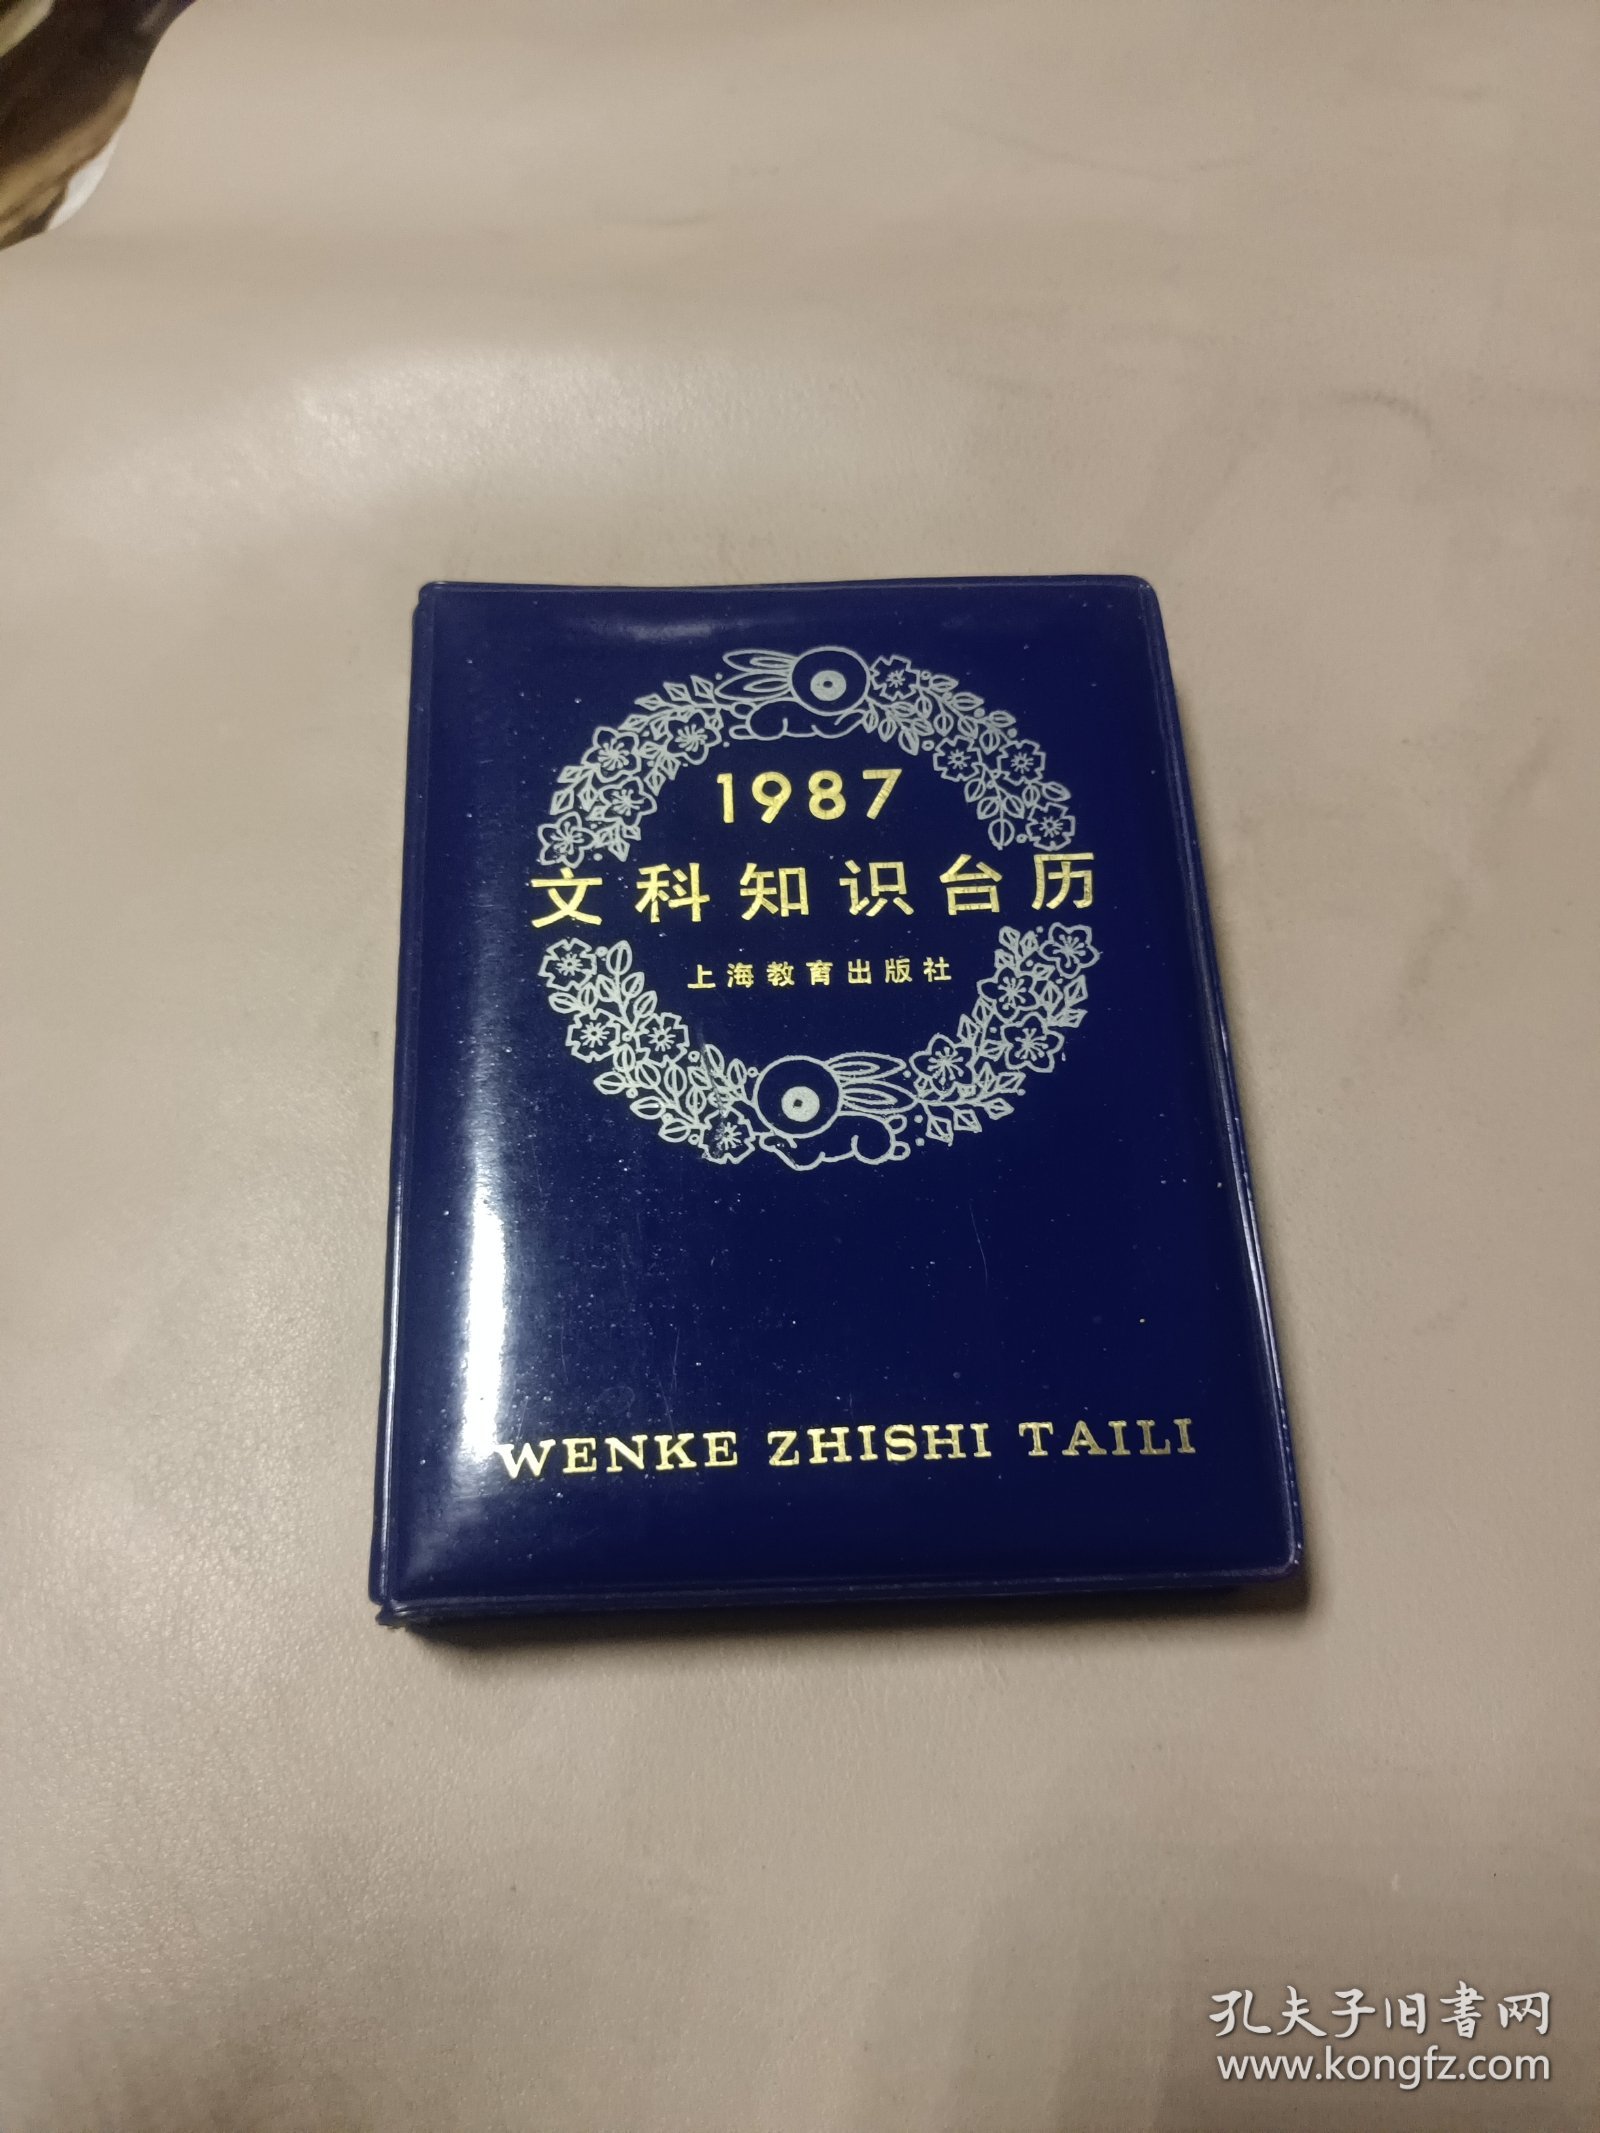 1987
文科知识台历
上海教育出版社
WENKE ZHISHI TAILI
孔夫子旧书网
www.kongfz.com